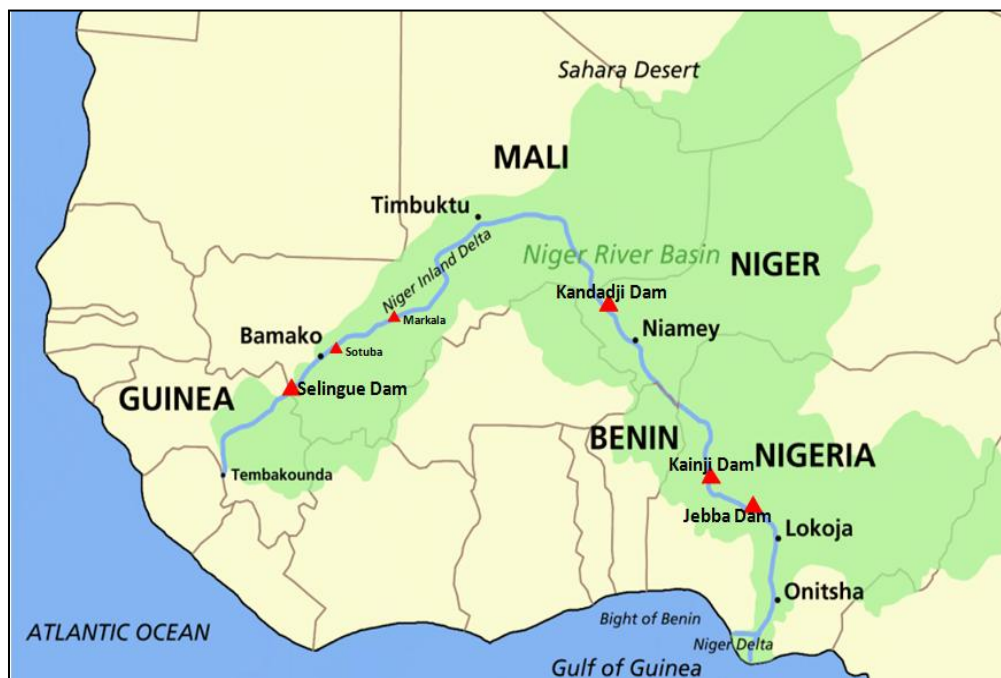 Sahara Desert
MALI
Timbuktu
Niger Inland Delta
Niger River Basin
NIGER
Kandadji Dam
Markala
Niamey
Bamako
Sotuba
GUINEA
Selingue Dam
BENIN
Kainji Dam
NIGERIA
Tembakounda
Jebba Dam
Lokoja
Onitsha
Bight of Benin
ATLANTIC OCEAN
Niger Delta
Gulf of Guinea